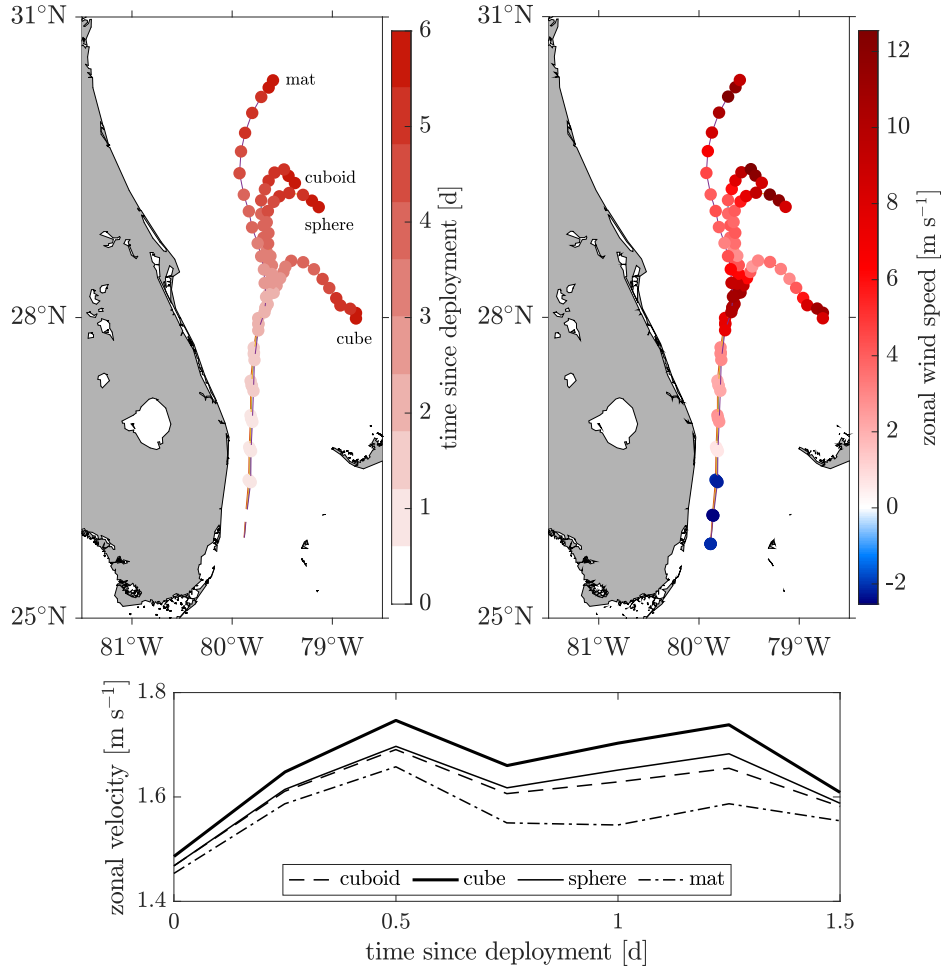 31°N
28°N
25°N
81°W
80°W
79°W
mat
cuboid
sphere
cube
6
5
4
3
2
1
0
time since deployment [d]
31°N
28°N
25°N
81°W
80°W
79°W
12
10
8
6
4
2
0
-2
zonal wind speed [m s⁻¹]
1.8
1.6
1.4
zonal velocity [m s⁻¹]
0
0.5
1
1.5
cuboid cube sphere mat
time since deployment [d]